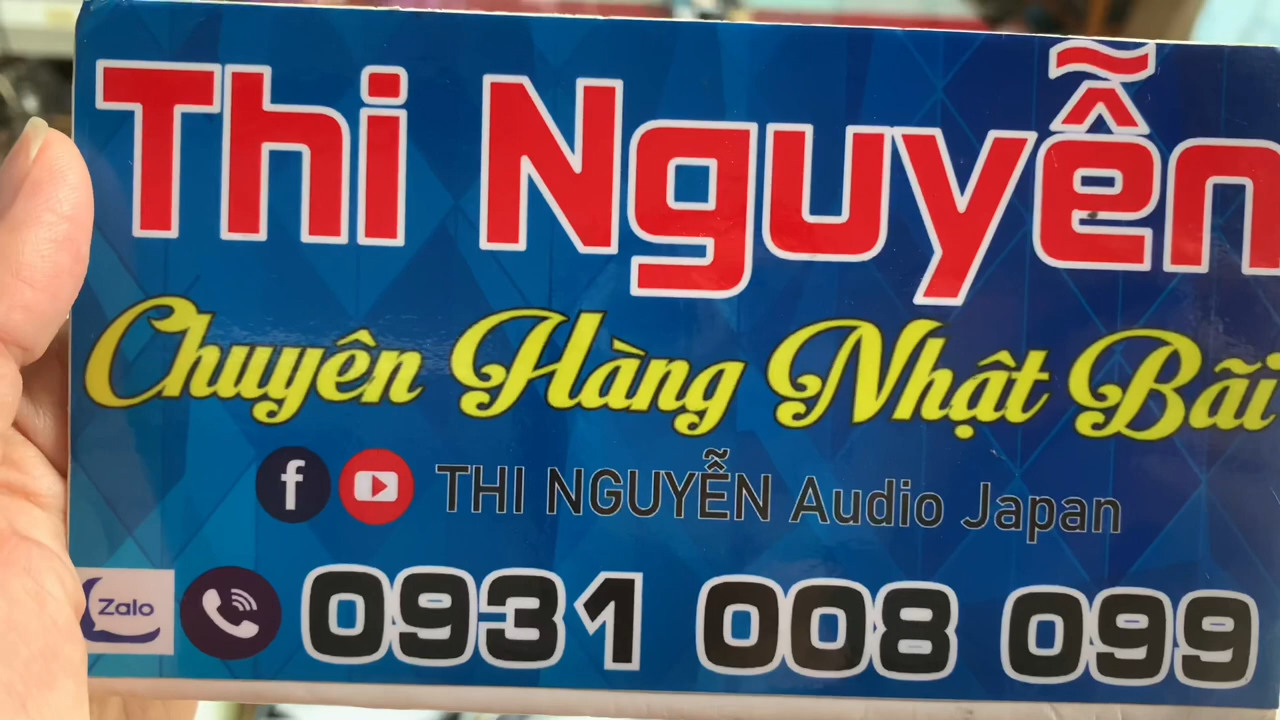 Thi Nguyễn
Chuyên Hàng Nhật Bãi
f THI NGUYỄN Audio Japan
Zalo 0931 008 099